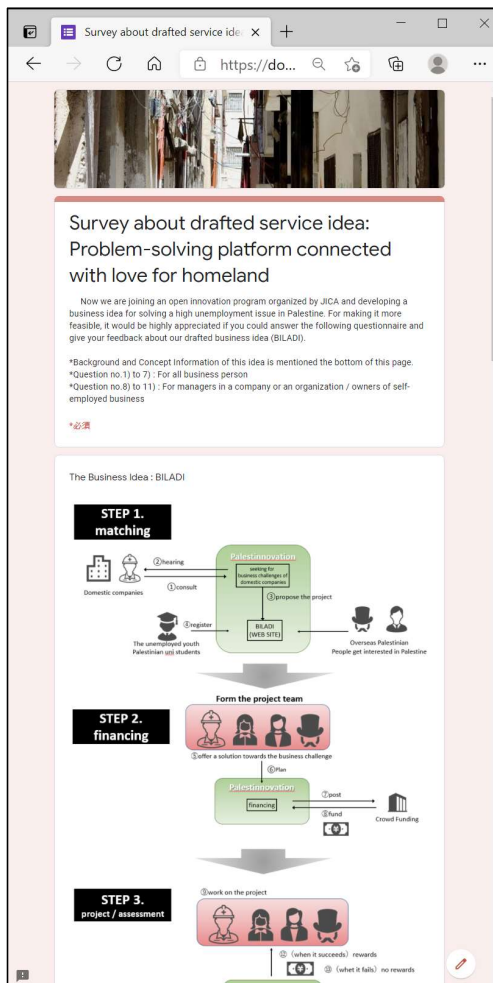 Survey about drafted service ide
https://do...
Survey about drafted service idea:
Problem-solving platform connected
with love for homeland
Now we are joining an open innovation program organized by JICA and developing a
business idea for solving a high unemployment issue in Palestine. For making it more
feasible, it would be highly appreciated if you could answer the following questionnaire and
give your feedback about our drafted business idea (BILADI).
*Background and Concept Information of this idea is mentioned the bottom of this page.
*Question no.1) to 7) : For all business person
*Question no.8) to 11) : For managers in a company or an organization / owners of self-
employed business
*必須
The Business Idea : BILADI
STEP 1.
matching
Palestinnovation
②hearing
seeking for
business challenges of
domestic companies
①consult
Domestic companies
③propose the project
④register
BILADI
(WEB SITE)
The unemployed youth
Palestinian uni students
Overseas Palestinian
People get interested in Palestine
Form the project team
STEP 2.
financing
⑤offer a solution towards the business challenge
⑥Plan
Palestinnovation
financing
⑦post
⑧fund
Crowd Funding
STEP 3.
project / assessment
⑨work on the project
⑫ (when it succeeds) rewards
⑬ (whet it fails) no rewards